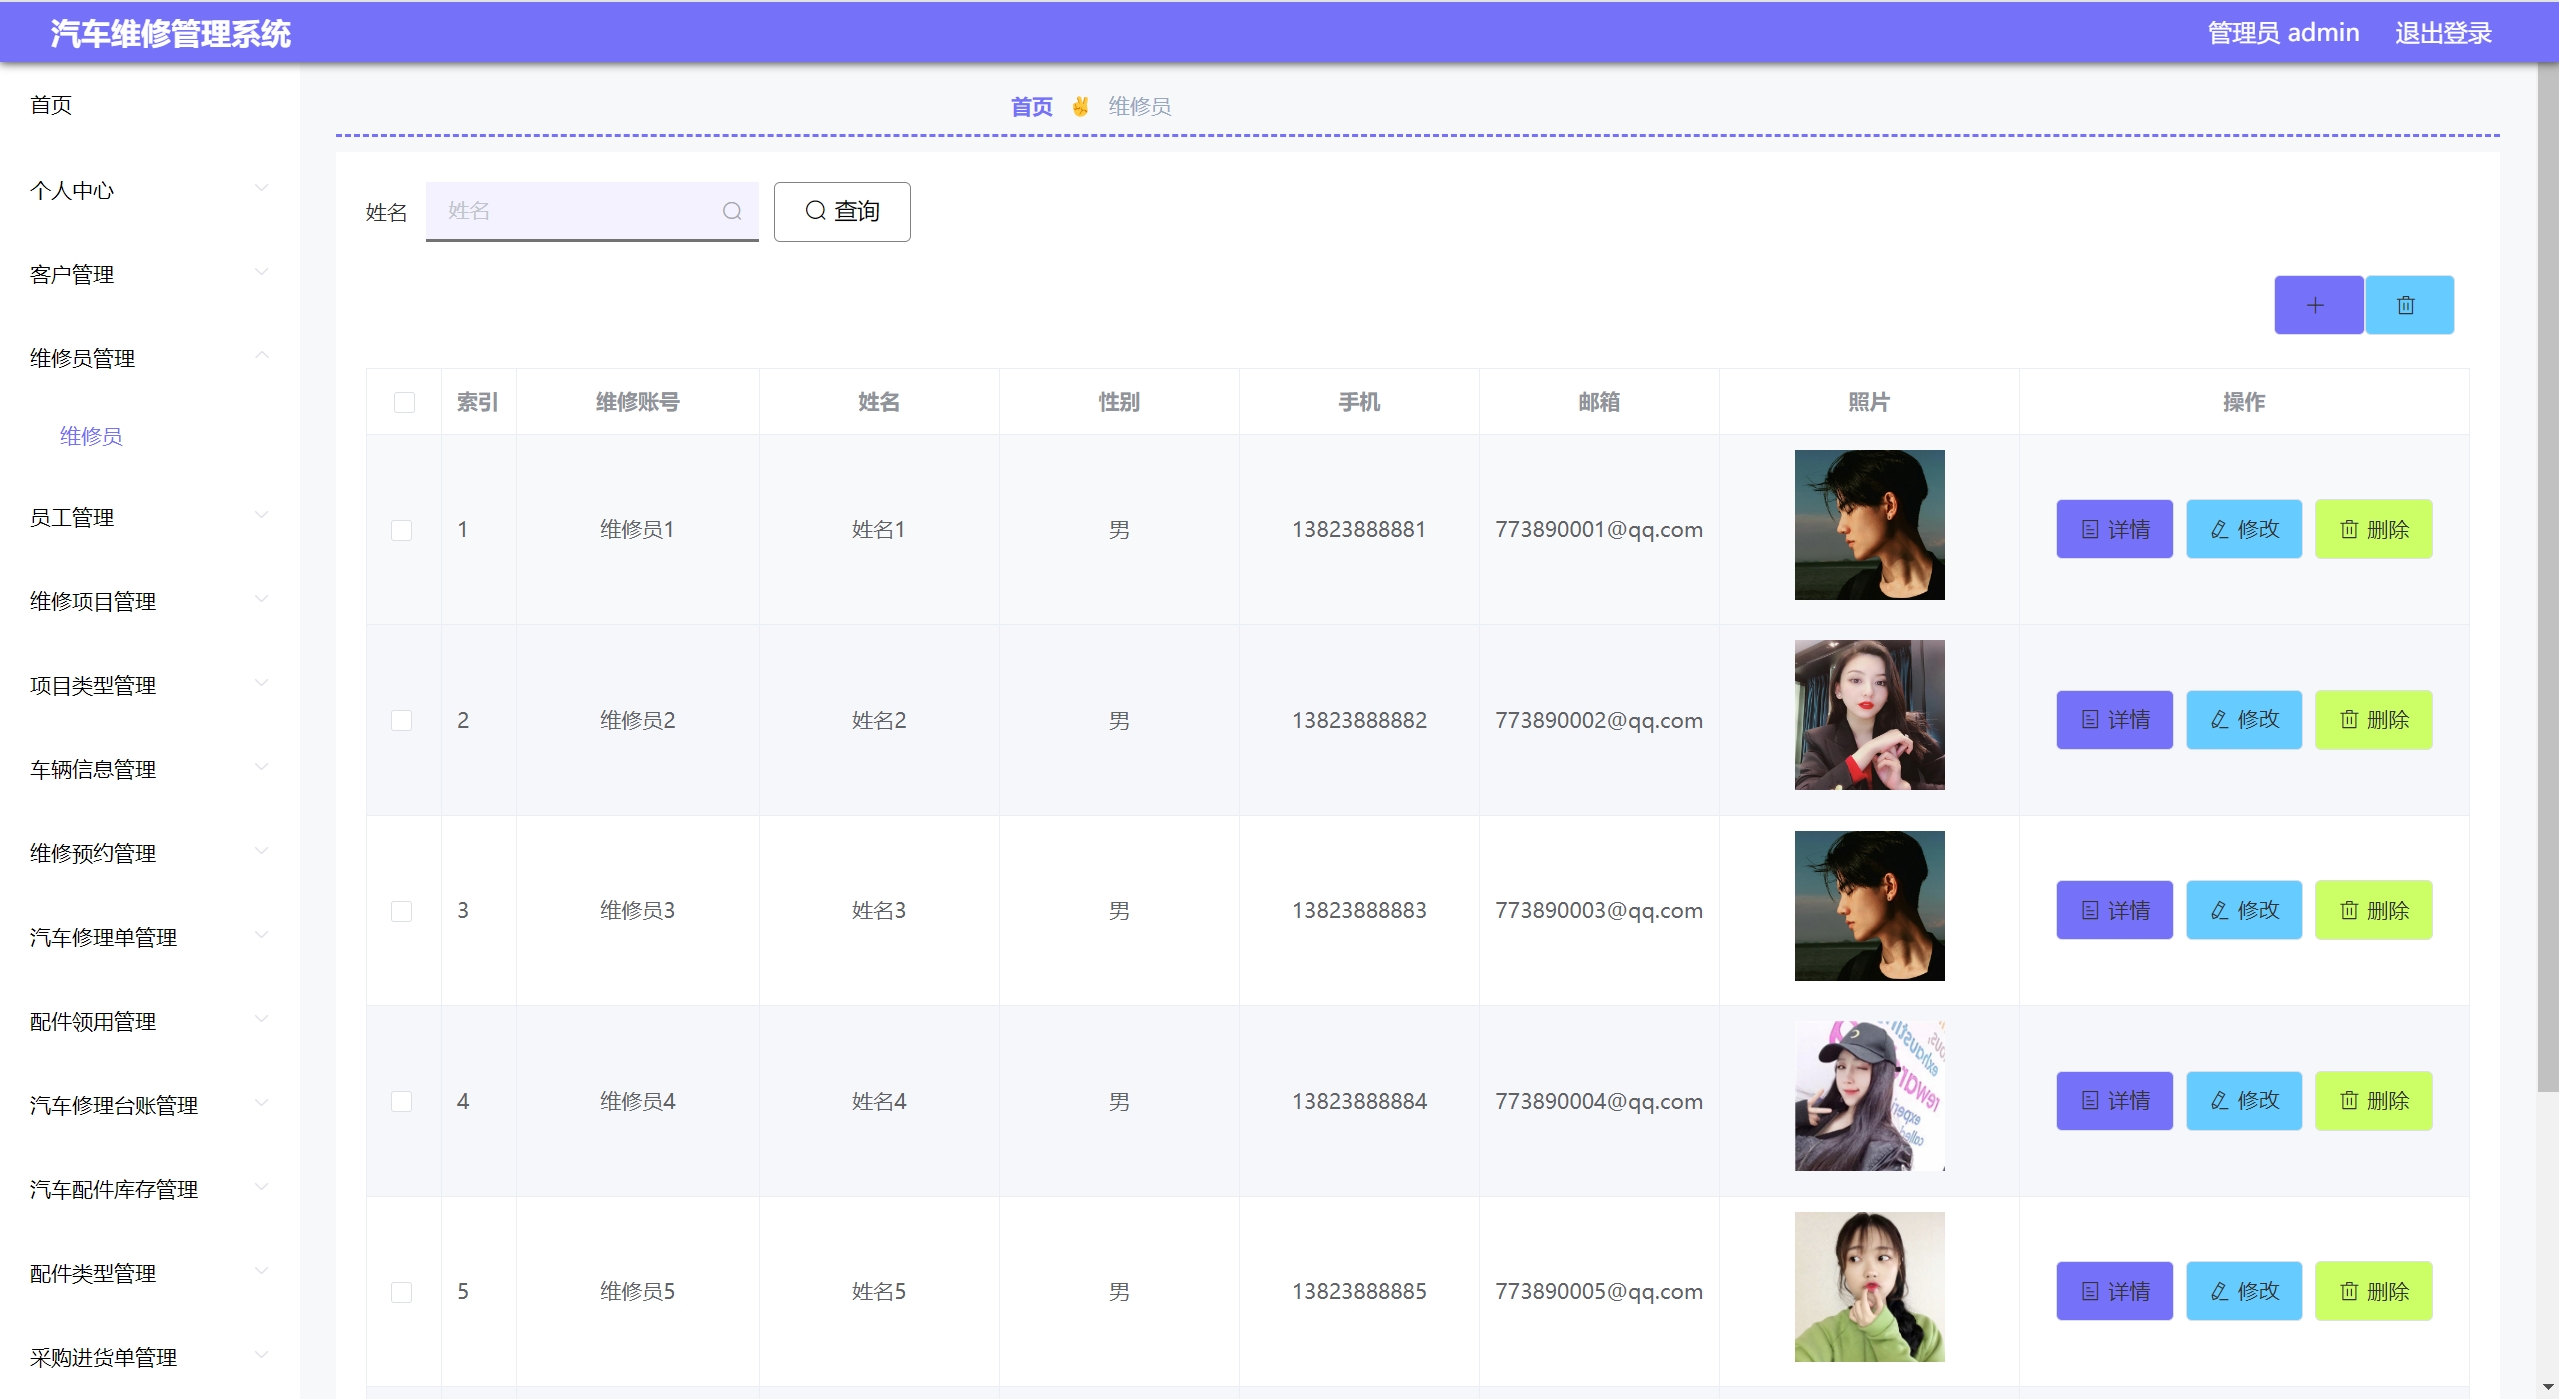 汽车维修管理系统
管理员 admin
退出登录
首页
个人中心
客户管理
维修员管理
维修员
员工管理
维修项目管理
项目类型管理
车辆信息管理
维修预约管理
汽车修理单管理
配件领用管理
汽车修理台账管理
汽车配件库存管理
配件类型管理
采购进货单管理
首页 ✌ 维修员
姓名 姓名 查询
索引 维修账号 姓名 性别 手机 邮箱 照片 操作
1 维修员1 姓名1 男 13823888881 773890001@qq.com 详情 修改 删除
2 维修员2 姓名2 男 13823888882 773890002@qq.com 详情 修改 删除
3 维修员3 姓名3 男 13823888883 773890003@qq.com 详情 修改 删除
4 维修员4 姓名4 男 13823888884 773890004@qq.com 详情 修改 删除
5 维修员5 姓名5 男 13823888885 773890005@qq.com 详情 修改 删除